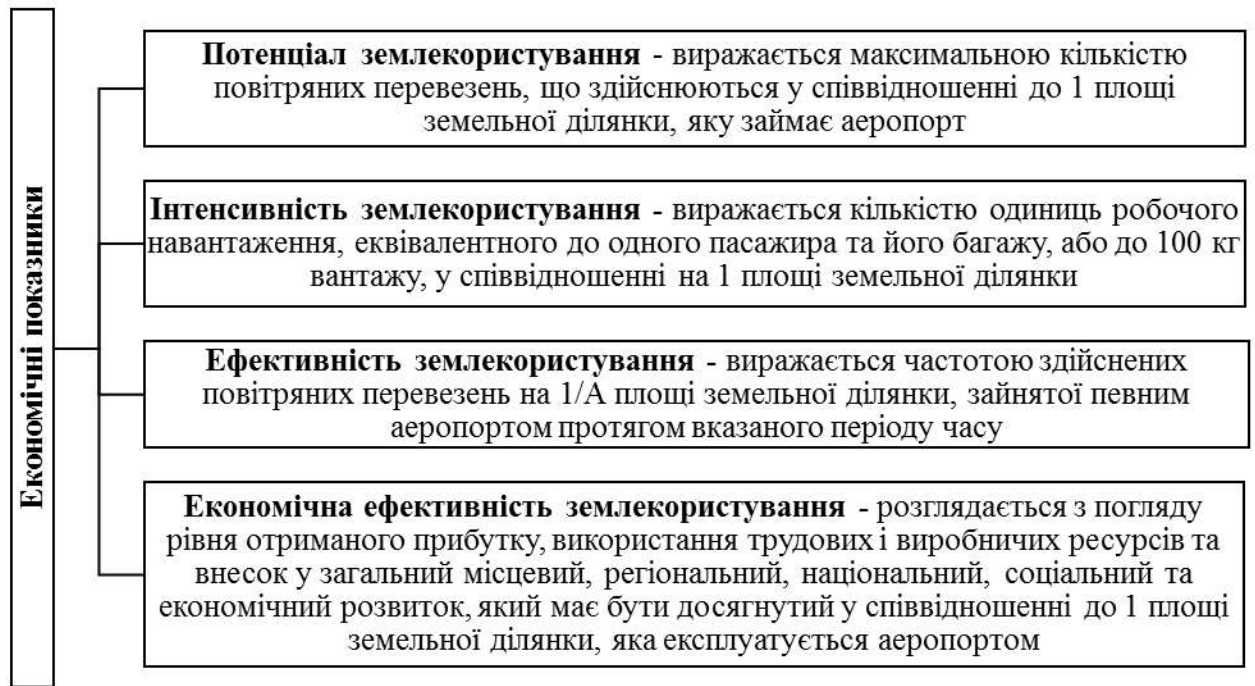 Економічні показники
Потенціал землекористування - виражається максимальною кількістю
повітряних перевезень, що здійснюються у співвідношенні до 1 площі
земельної ділянки, яку займає аеропорт
Інтенсивність землекористування - виражається кількістю одиниць робочого
навантаження, еквівалентного до одного пасажира та його багажу, або до 100 кг
вантажу, у співвідношенні на 1 площі земельної ділянки
Ефективність землекористування - виражається частотою здійснених
повітряних перевезень на 1/А площі земельної ділянки, зайнятої певним
аеропортом протягом вказаного періоду часу
Економічна ефективність землекористування - розглядається з погляду
рівня отриманого прибутку, використання трудових і виробничих ресурсів та
внесок у загальний місцевий, регіональний, національний, соціальний та
економічний розвиток, який має бути досягнутий у співвідношенні до 1 площі
земельної ділянки, яка експлуатується аеропортом